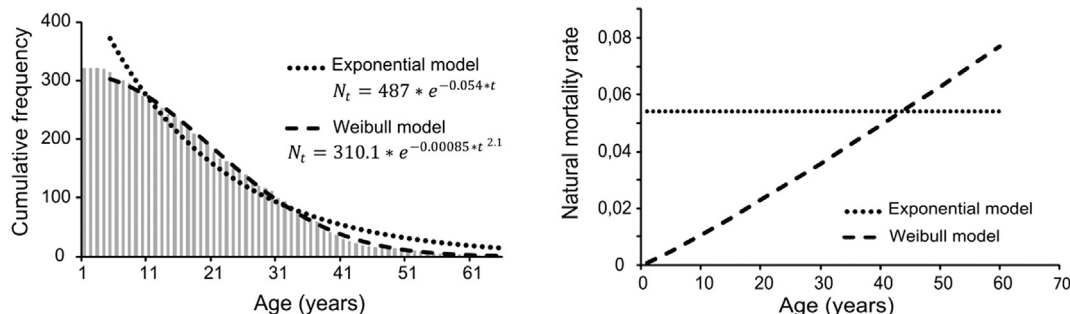 400
300
200
100
0
Cumulative frequency
Exponential model
N_t = 487 * e^{-0.054*t}
Weibull model
N_t = 310.1 * e^{-0.00085*t^{2.1}}
1 11 21 31 41 51 61
Age (years)
0,08
0,06
0,04
0,02
0
Natural mortality rate
Exponential model
Weibull model
0 10 20 30 40 50 60 70
Age (years)